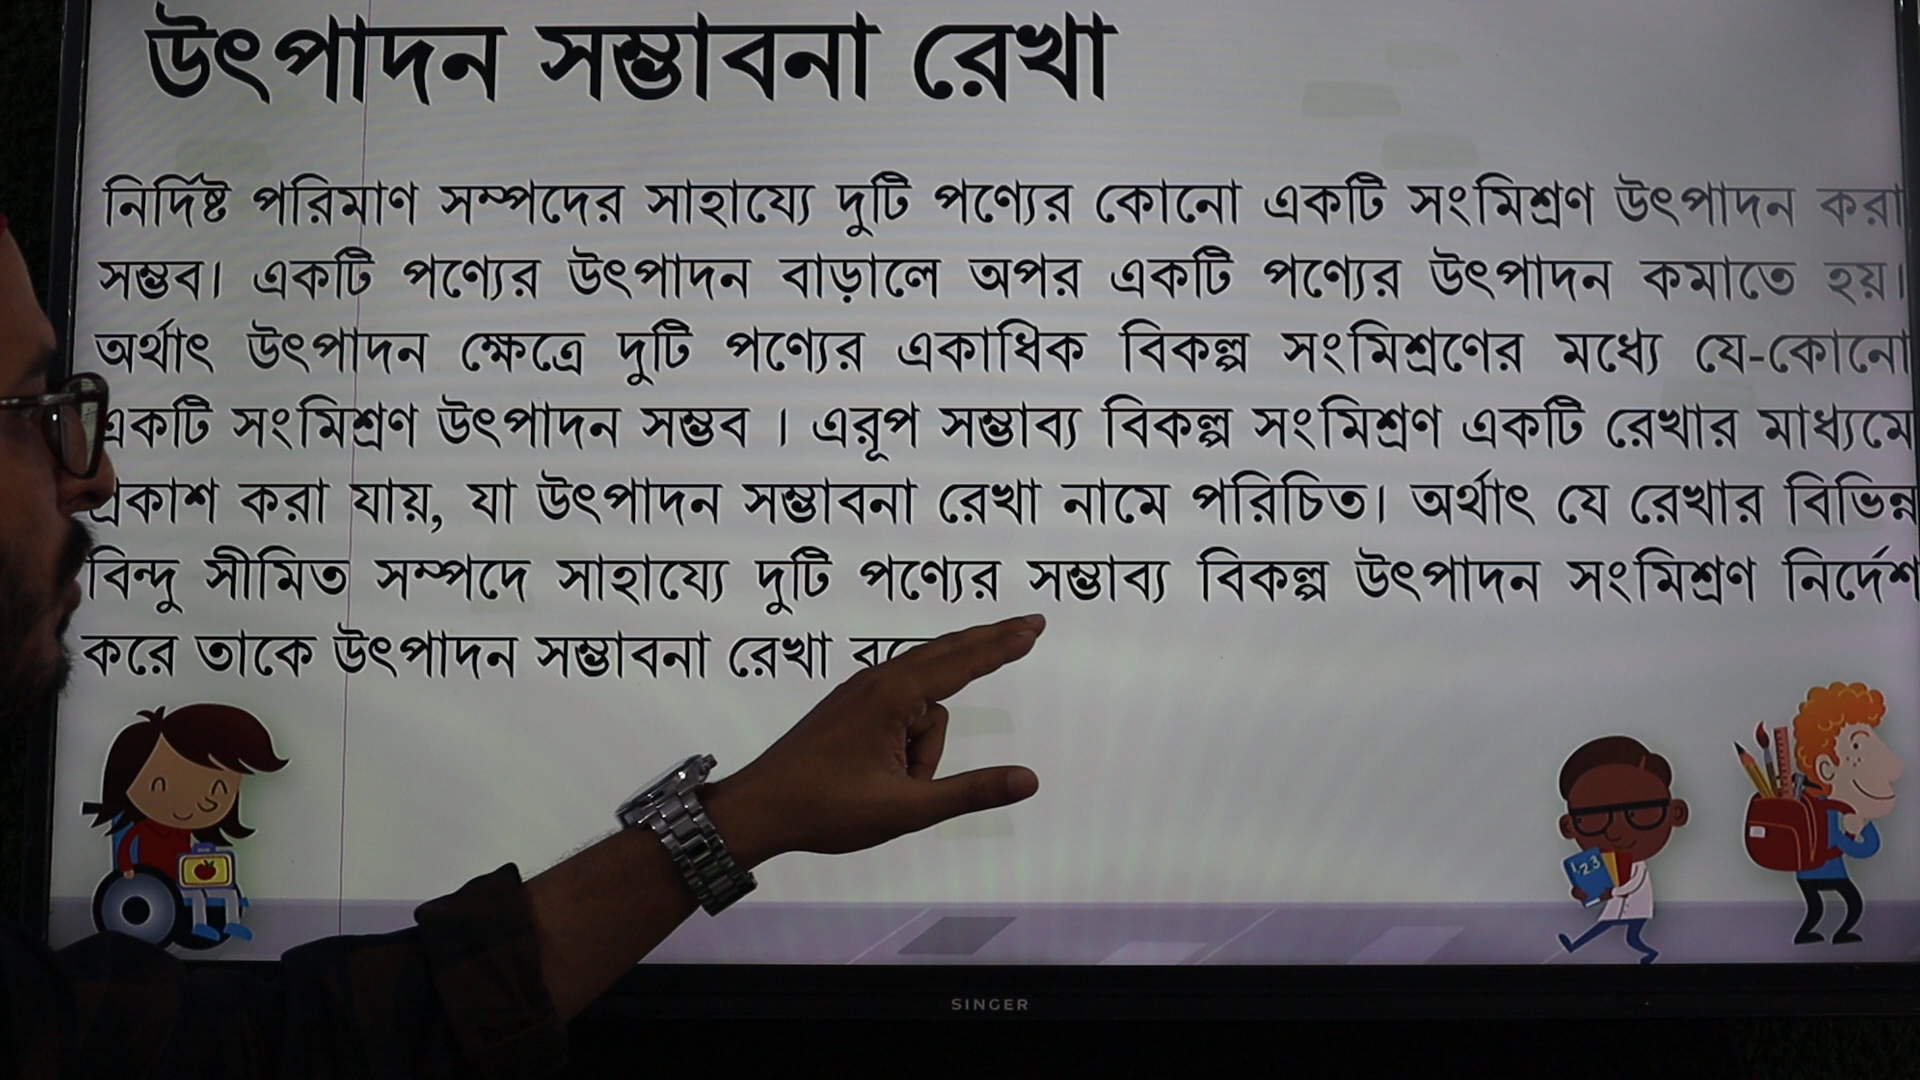 উৎপাদন সম্ভাবনা রেখা
নির্দিষ্ট পরিমাণ সম্পদের সাহায্যে দুটি পণ্যের কোনো একটি সংমিশ্রণ উৎপাদন করা
সম্ভব। একটি পণ্যের উৎপাদন বাড়ালে অপর একটি পণ্যের উৎপাদন কমাতে হয়।
অর্থাৎ উৎপাদন ক্ষেত্রে দুটি পণ্যের একাধিক বিকল্প সংমিশ্রণের মধ্যে যে-কোনো
একটি সংমিশ্রণ উৎপাদন সম্ভব । এরূপ সম্ভাব্য বিকল্প সংমিশ্রণ একটি রেখার মাধ্যমে
প্রকাশ করা যায়, যা উৎপাদন সম্ভাবনা রেখা নামে পরিচিত। অর্থাৎ যে রেখার বিভিন্ন
বিন্দু সীমিত সম্পদে সাহায্যে দুটি পণ্যের সম্ভাব্য বিকল্প উৎপাদন সংমিশ্রণ নির্দেশ
করে তাকে উৎপাদন সম্ভাবনা রেখা
1 2 3
SINGER